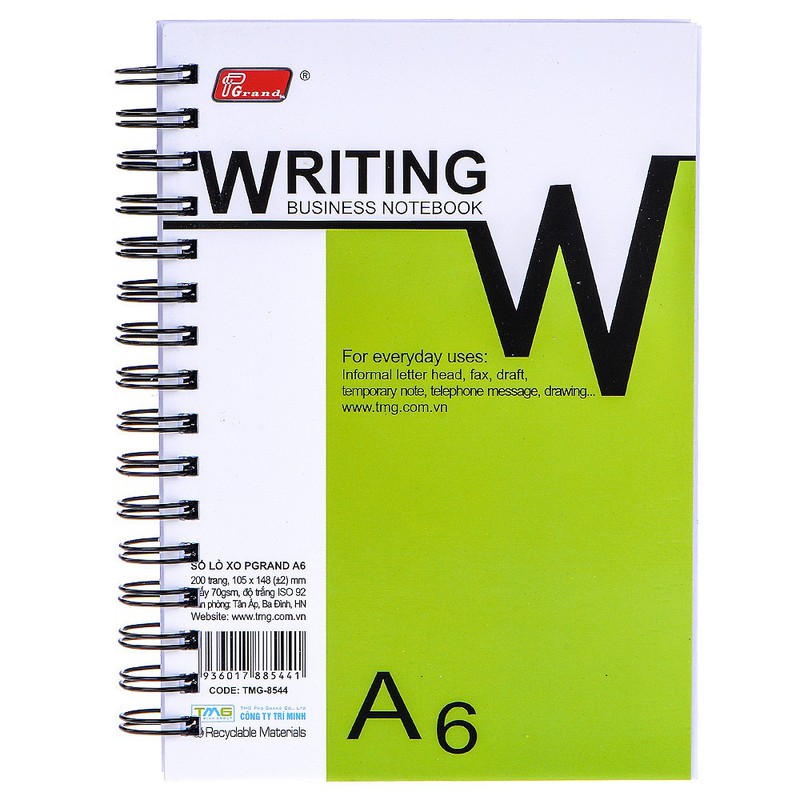 PGrand ®
WRITING
BUSINESS NOTEBOOK
W
For everyday uses:
Informal letter head, fax, draft,
temporary note, telephone message, drawing...
www.tmg.com.vn
SỔ LÒ XO PGRAND A6
200 trang, 105 x 148 (±2) mm
70gsm, độ trắng ISO 92
phòng: Tân Ấp, Ba Đình, HN
Website: www.tmg.com.vn
936017 885441
CODE: TMG-8544
TMG
CÔNG TY TRÍ MINH
Recyclable Materials
A6